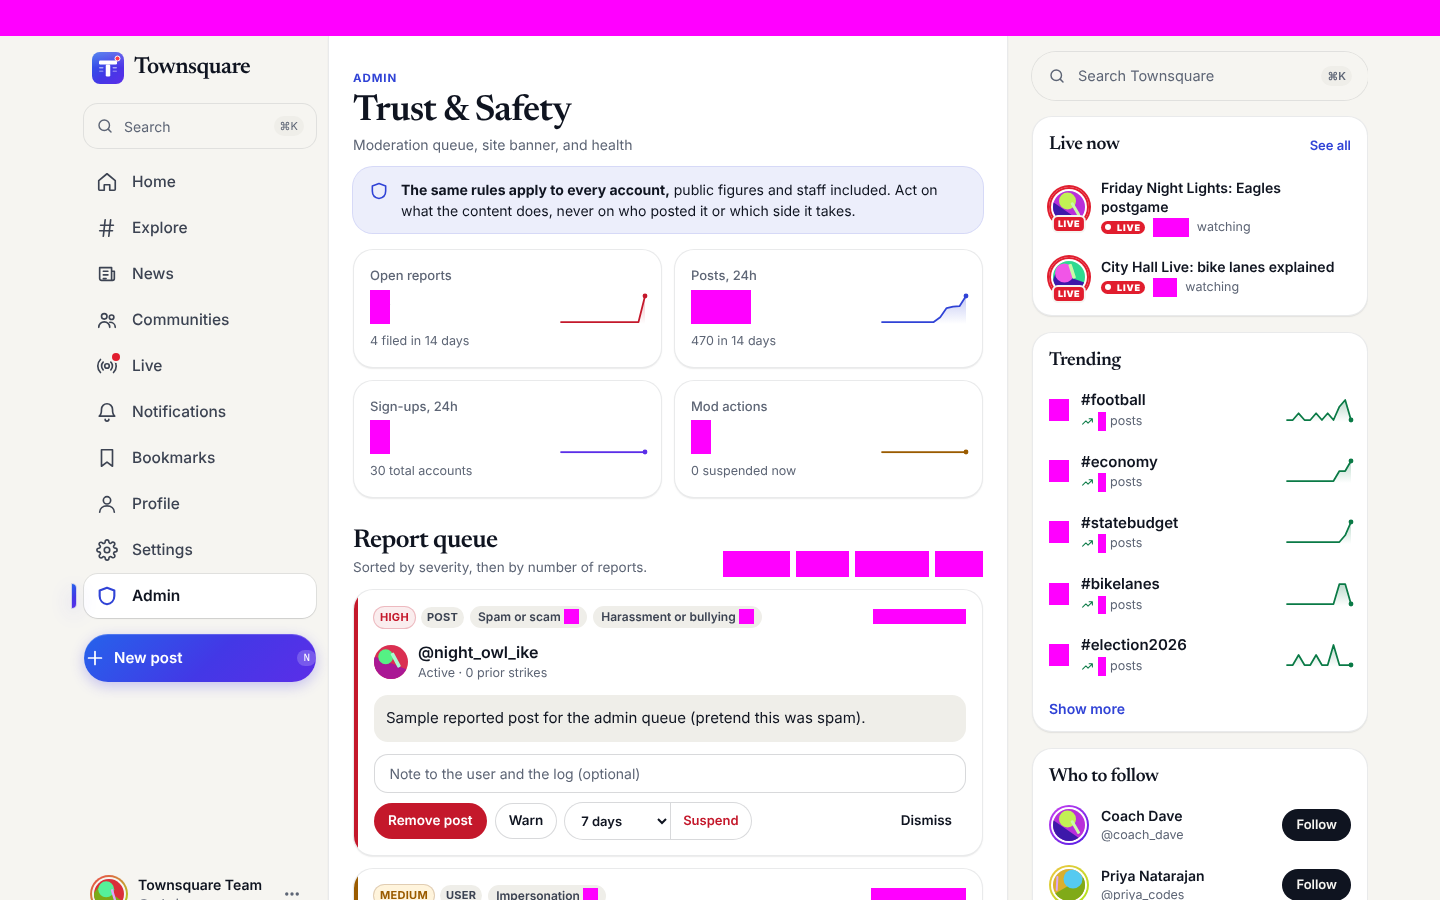 Townsquare
Search
⌘K
Home
Explore
News
Communities
Live
Notifications
Bookmarks
Profile
Settings
Admin
New post
N
Townsquare Team
ADMIN
Trust & Safety
Moderation queue, site banner, and health
The same rules apply to every account, public figures and staff included. Act on
what the content does, never on who posted it or which side it takes.
Open reports
4 filed in 14 days
Posts, 24h
470 in 14 days
Sign-ups, 24h
30 total accounts
Mod actions
0 suspended now
Report queue
Sorted by severity, then by number of reports.
HIGH POST Spam or scam Harassment or bullying
@night_owl_ike
Active · 0 prior strikes
Sample reported post for the admin queue (pretend this was spam).
Note to the user and the log (optional)
Remove post Warn 7 days Suspend Dismiss
MEDIUM USER Impersonation
Search Townsquare ⌘K
Live now See all
Friday Night Lights: Eagles
postgame
LIVE
LIVE watching
City Hall Live: bike lanes explained
LIVE
LIVE watching
Trending
#football
posts
#economy
posts
#statebudget
posts
#bikelanes
posts
#election2026
posts
Show more
Who to follow
Coach Dave
@coach_dave
Follow
Priya Natarajan
@priya_codes
Follow